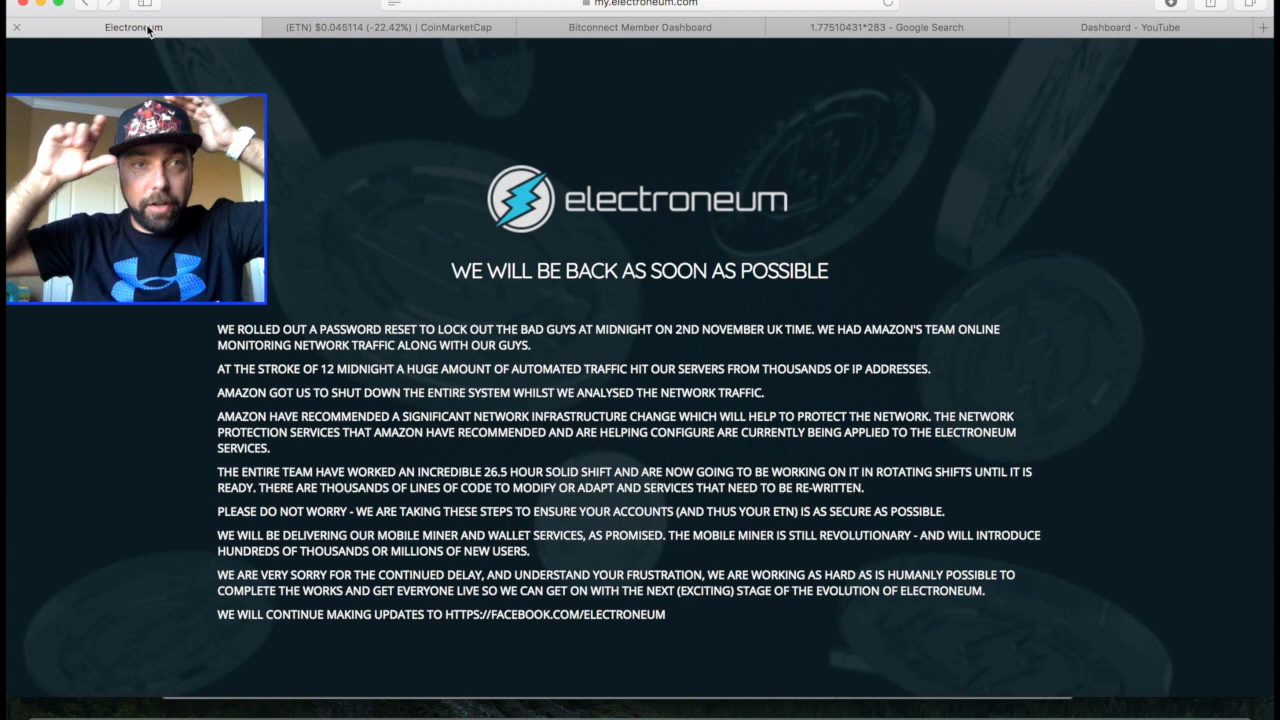 my.electroneum.com
Electroneum
(ETN) $0.045114 (-22.42%) | CoinMarketCap
Bitconnect Member Dashboard
1.77510431*283 - Google Search
Dashboard - YouTube
electroneum
WE WILL BE BACK AS SOON AS POSSIBLE
WE ROLLED OUT A PASSWORD RESET TO LOCK OUT THE BAD GUYS AT MIDNIGHT ON 2ND NOVEMBER UK TIME. WE HAD AMAZON'S TEAM ONLINE
MONITORING NETWORK TRAFFIC ALONG WITH OUR GUYS.
AT THE STROKE OF 12 MIDNIGHT A HUGE AMOUNT OF AUTOMATED TRAFFIC HIT OUR SERVERS FROM THOUSANDS OF IP ADDRESSES.
AMAZON GOT US TO SHUT DOWN THE ENTIRE SYSTEM WHILST WE ANALYSED THE NETWORK TRAFFIC.
AMAZON HAVE RECOMMENDED A SIGNIFICANT NETWORK INFRASTRUCTURE CHANGE WHICH WILL HELP TO PROTECT THE NETWORK. THE NETWORK
PROTECTION SERVICES THAT AMAZON HAVE RECOMMENDED AND ARE HELPING CONFIGURE ARE CURRENTLY BEING APPLIED TO THE ELECTRONEUM
SERVICES.
THE ENTIRE TEAM HAVE WORKED AN INCREDIBLE 26.5 HOUR SOLID SHIFT AND ARE NOW GOING TO BE WORKING ON IT IN ROTATING SHIFTS UNTIL IT IS
READY. THERE ARE THOUSANDS OF LINES OF CODE TO MODIFY OR ADAPT AND SERVICES THAT NEED TO BE RE-WRITTEN.
PLEASE DO NOT WORRY - WE ARE TAKING THESE STEPS TO ENSURE YOUR ACCOUNTS (AND THUS YOUR ETN) IS AS SECURE AS POSSIBLE.
WE WILL BE DELIVERING OUR MOBILE MINER AND WALLET SERVICES, AS PROMISED. THE MOBILE MINER IS STILL REVOLUTIONARY - AND WILL INTRODUCE
HUNDREDS OF THOUSANDS OR MILLIONS OF NEW USERS.
WE ARE VERY SORRY FOR THE CONTINUED DELAY, AND UNDERSTAND YOUR FRUSTRATION, WE ARE WORKING AS HARD AS IS HUMANLY POSSIBLE TO
COMPLETE THE WORKS AND GET EVERYONE LIVE SO WE CAN GET ON WITH THE NEXT (EXCITING) STAGE OF THE EVOLUTION OF ELECTRONEUM.
WE WILL CONTINUE MAKING UPDATES TO HTTPS://FACEBOOK.COM/ELECTRONEUM